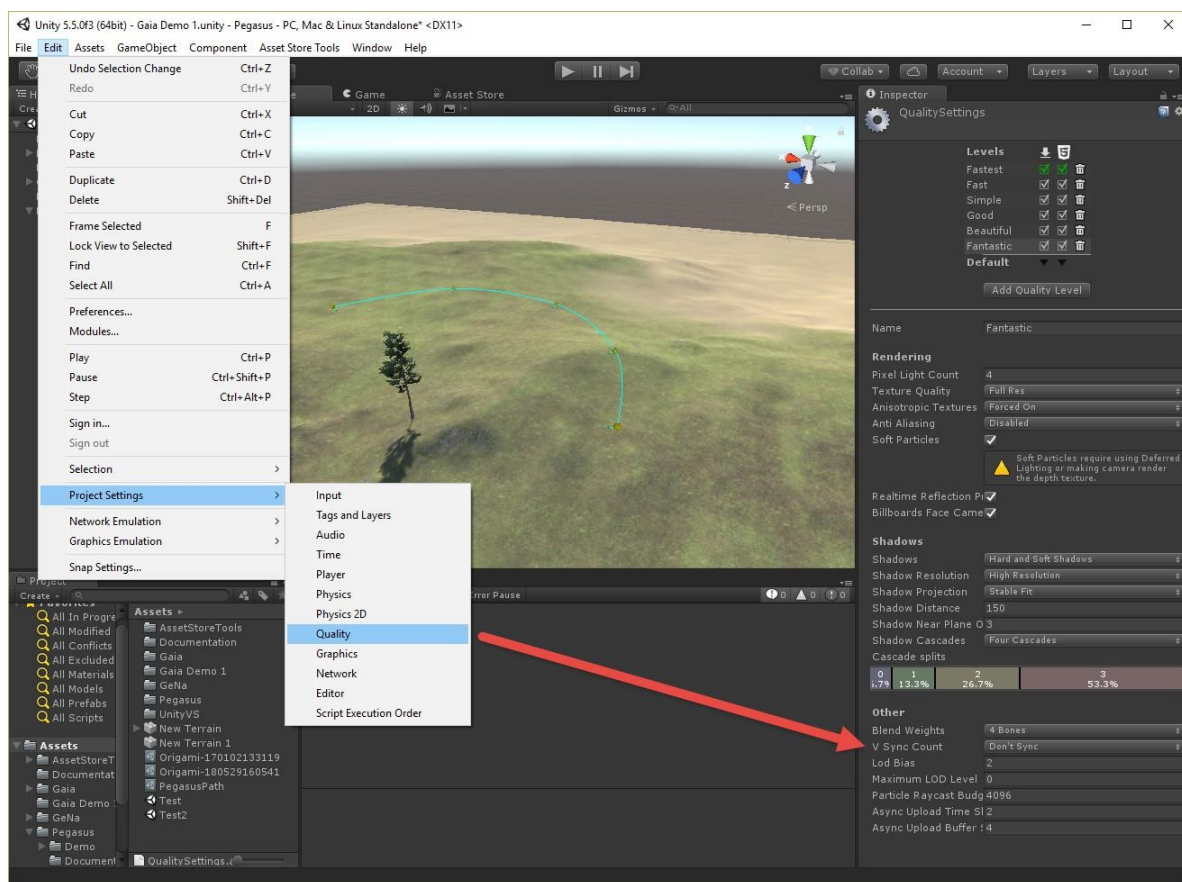 Unity 5.5.0f3 (64bit) - Gaia Demo 1.unity - Pegasus - PC, Mac & Linux Standalone* <DX11>
File Edit Assets GameObject Component Asset Store Tools Window Help
Collab Account Layers Layout
Undo Selection Change Ctrl+Z
Redo Ctrl+Y
Cut Ctrl+X
Copy Ctrl+C
Paste Ctrl+V
Duplicate Ctrl+D
Delete Shift+Del
Frame Selected F
Lock View to Selected Shift+F
Find Ctrl+F
Select All Ctrl+A
Preferences...
Modules...
Play Ctrl+P
Pause Ctrl+Shift+P
Step Ctrl+Alt+P
Sign in...
Sign out
Selection >
Project Settings >
Network Emulation >
Graphics Emulation >
Snap Settings...
Input
Tags and Layers
Audio
Time
Player
Physics
Physics 2D
Quality
Graphics
Network
Editor
Script Execution Order
Game Asset Store
2D Gizmos All
z
Persp
Error Pause 0 0 0
Project
Create
Favorites
All In Progre
All Modified
All Conflicts
All Excluded
All Materials
All Models
All Prefabs
All Scripts
Assets
AssetStoreT
Documentat
Gaia
Gaia Demo
GeNa
Pegasus
Demo
Document
Assets
AssetStoreTools
Documentation
Gaia
Gaia Demo 1
GeNa
Pegasus
UnityVS
New Terrain
New Terrain 1
Origami-170102133119
Origami-180529160541
PegasusPath
Test
Test2
QualitySettings.a
Inspector
QualitySettings
Levels
Fastest
Fast
Simple
Good
Beautiful
Fantastic
Default
Add Quality Level
Name Fantastic
Rendering
Pixel Light Count 4
Texture Quality Full Res
Anisotropic Textures Forced On
Anti Aliasing Disabled
Soft Particles
Soft Particles require using Deferred
Lighting or making camera render
the depth texture.
Realtime Reflection Pr
Billboards Face Came
Shadows
Shadows Hard and Soft Shadows
Shadow Resolution High Resolution
Shadow Projection Stable Fit
Shadow Distance 150
Shadow Near Plane O 3
Shadow Cascades Four Cascades
Cascade splits
0 1 2 3
13.3% 26.7% 53.3%
Other
Blend Weights 4 Bones
V Sync Count Don't Sync
Lod Bias 2
Maximum LOD Level 0
Particle Raycast Budg 4096
Async Upload Time Sl 2
Async Upload Buffer 4